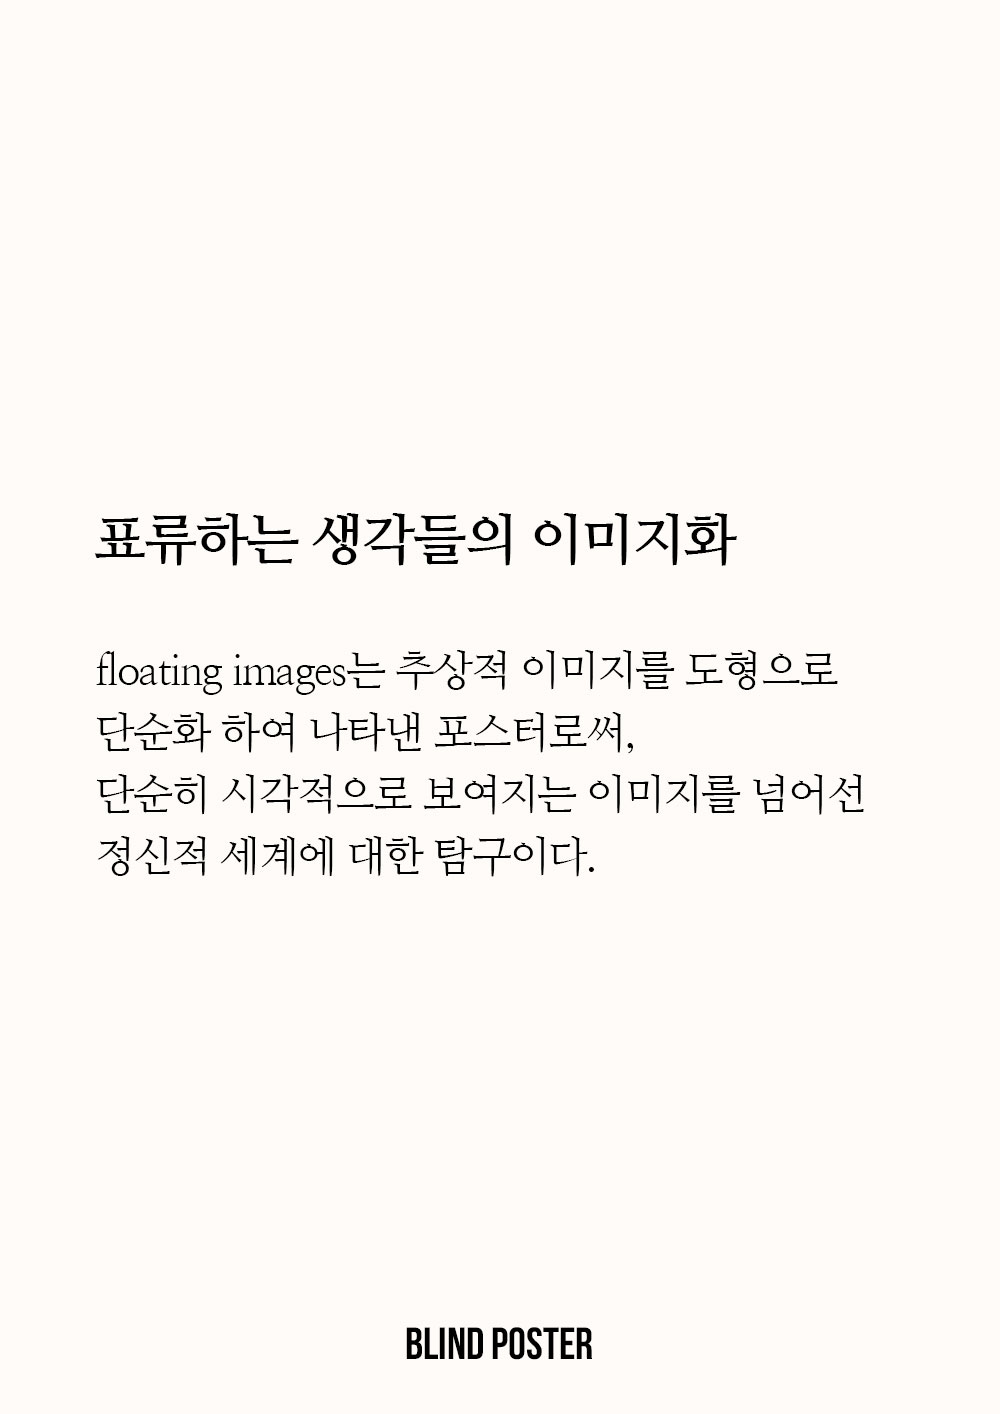 표류하는 생각들의 이미지화
floating images는 추상적 이미지를 도형으로
단순화 하여 나타낸 포스터로써,
단순히 시각적으로 보여지는 이미지를 넘어선
정신적 세계에 대한 탐구이다.
BLIND POSTER